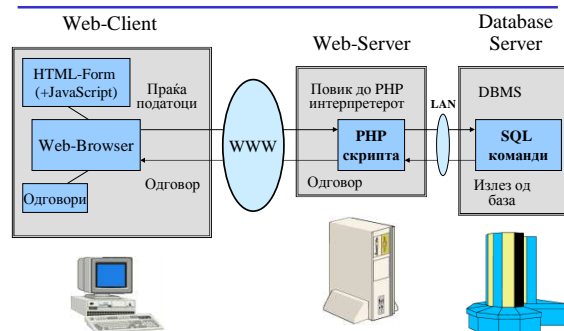 Web-Client
Web-Server
Database
Server
HTML-Form
(+JavaScript)
Праќа
податоци
Web-Browser
Одговор
Одговори
WWW
Повик до PHP
интерпретерот
PHP
скрипта
Одговор
LAN
DBMS
SQL
команди
Излез од
база